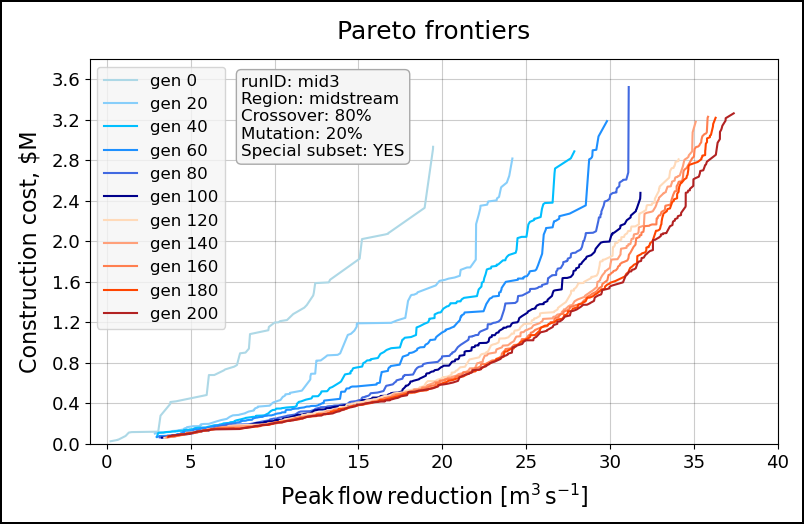 Pareto frontiers
Construction cost, $M
3.6
3.2
2.8
2.4
2.0
1.6
1.2
0.8
0.4
0.0
gen 0
gen 20
gen 40
gen 60
gen 80
gen 100
gen 120
gen 140
gen 160
gen 180
gen 200
runID: mid3
Region: midstream
Crossover: 80%
Mutation: 20%
Special subset: YES
0 5 10 15 20 25 30 35 40
Peak flow reduction [m³ s⁻¹]